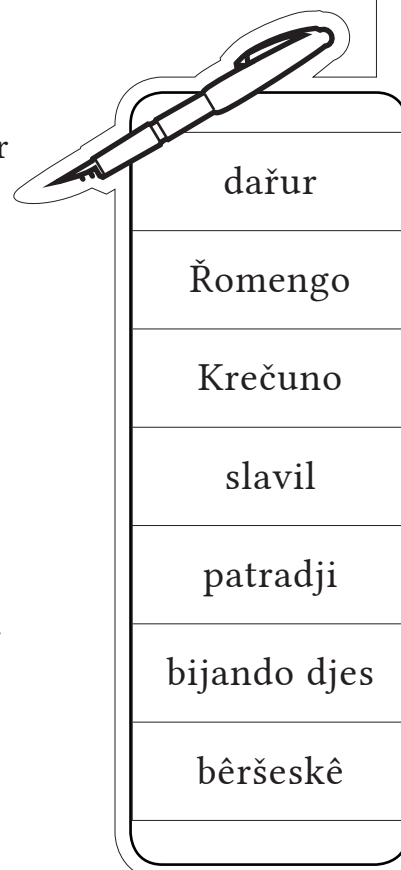 r
dařur
Řomengo
Krečuno
slavil
patradji
bijando djes
bêršeskê